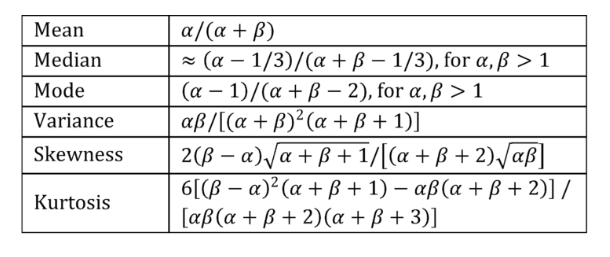 Mean α/(α + β)
Median ≈ (α − 1/3)/(α + β − 1/3), for α, β > 1
Mode (α − 1)/(α + β − 2), for α, β > 1
Variance αβ/[(α + β)²(α + β + 1)]
Skewness 2(β − α)√(α + β + 1)/[(α + β + 2)√(αβ)]
Kurtosis 6[(β − α)²(α + β + 1) − αβ(α + β + 2)] /
[αβ(α + β + 2)(α + β + 3)]